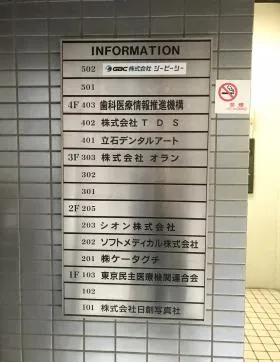 INFORMATION
502 GBC 株式会社 ジービーシー
501
4F 403 歯科医療情報推進機構
402 株式会社 T D S
401 立石デンタルアート
3F 303 株式会社 オラン
302
301
2F 205
203 シオン株式会社
202 ソフトメディカル株式会社
201 ㈱ケータグチ
1F 103 東京民主医療機関連合会
102
101 株式会社日創写真社
禁煙